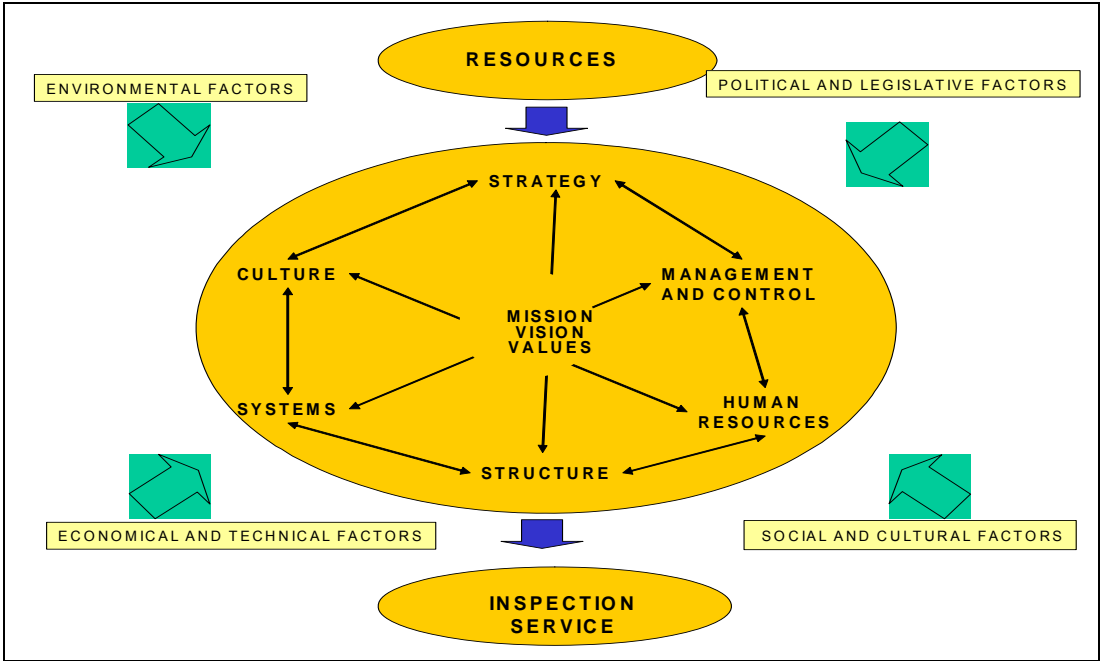 RESOURCES
ENVIRONMENTAL FACTORS
POLITICAL AND LEGISLATIVE FACTORS
STRATEGY
CULTURE
MANAGEMENT
AND CONTROL
MISSION
VISION
VALUES
SYSTEMS
HUMAN
RESOURCES
STRUCTURE
ECONOMICAL AND TECHNICAL FACTORS
SOCIAL AND CULTURAL FACTORS
INSPECTION
SERVICE